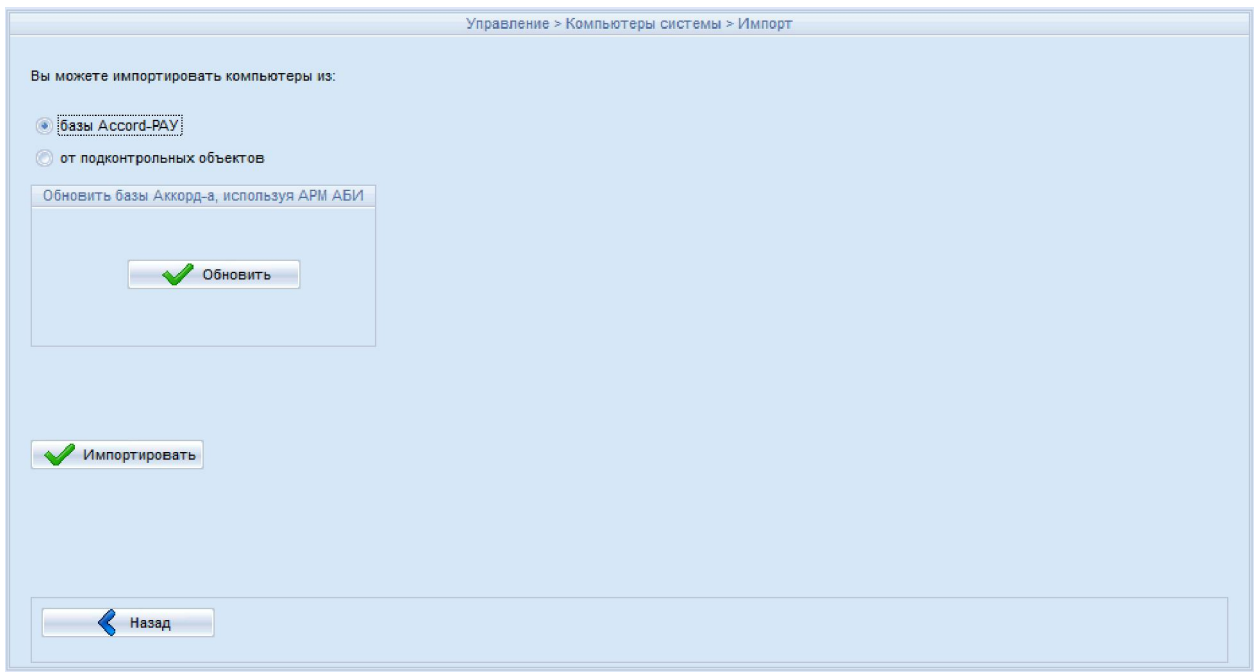 Управление > Компьютеры системы > Импорт
Вы можете импортировать компьютеры из:
базы Accord-РАУ
от подконтрольных объектов
Обновить базы Аккорд-а, используя АРМ АБИ
Обновить
Импортировать
Назад